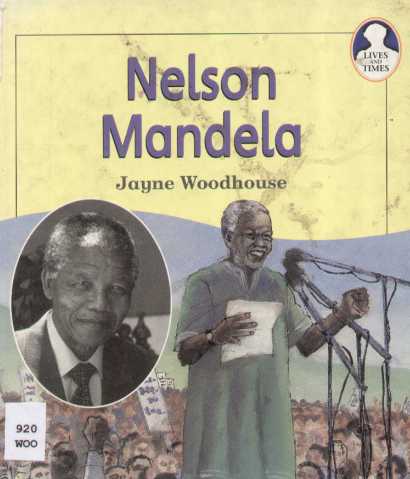 LIVES
AND
TIMES
Nelson
Mandela
Jayne Woodhouse
920
WOO